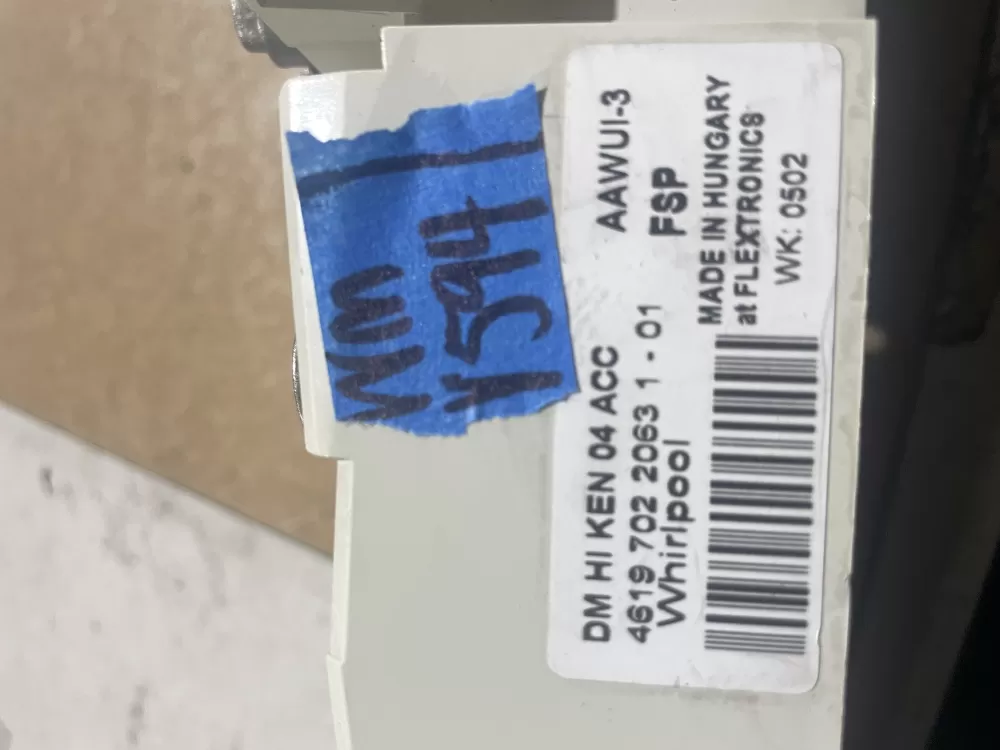 WM
Y594
DM HI KEN 04 ACC AAWUI-3
4619 702 2063 1 - 01 FSP
Whirlpool
MADE IN HUNGARY
at FLEXTRONICS
WK: 0502